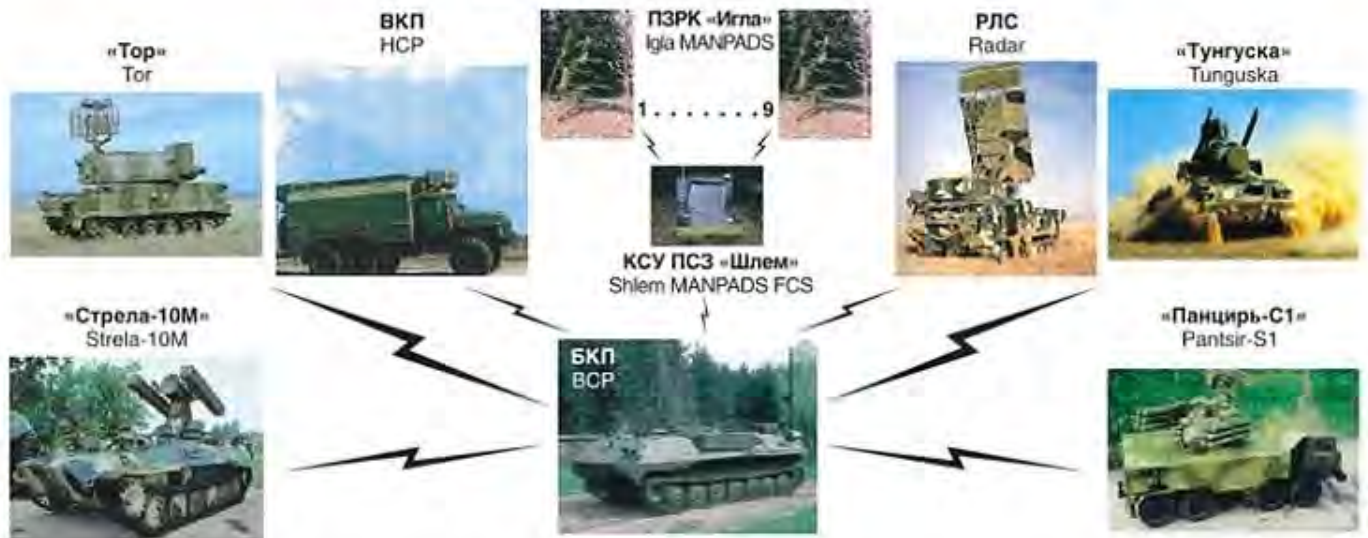 «Тор»
Tor
ВКП
HCP
ПЗРК «Игла»
Igla MANPADS
1 . . . . . . . 9
РЛС
Radar
«Тунгуска»
Tunguska
КСУ ПСЗ «Шлем»
Shlem MANPADS FCS
«Стрела-10М»
Strela-10M
БКП
BCP
«Панцирь-С1»
Pantsir-S1